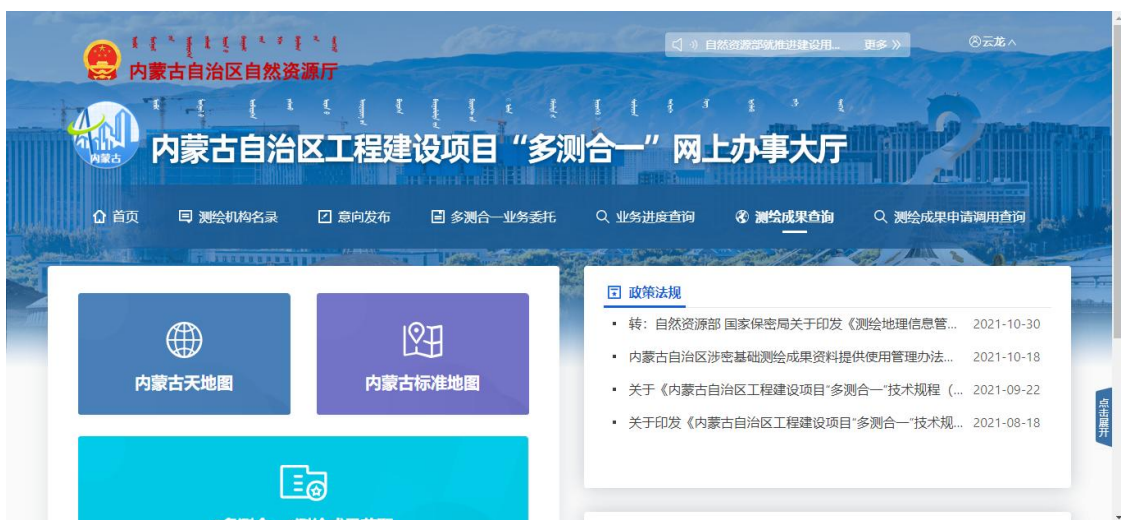 内蒙古自治区自然资源厅
自然资源部就推进建设用... 更多 》
云龙
内蒙古
内蒙古自治区工程建设项目“多测合一”网上办事大厅
首页 测绘机构名录 意向发布 多测合一业务委托 业务进度查询 测绘成果查询 测绘成果申请调用查询
内蒙古天地图
内蒙古标准地图
政策法规
转：自然资源部 国家保密局关于印发《测绘地理信息管... 2021-10-30
内蒙古自治区涉密基础测绘成果资料提供使用管理办法... 2021-10-18
关于《内蒙古自治区工程建设项目“多测合一”技术规程（... 2021-09-22
关于印发《内蒙古自治区工程建设项目“多测合一”技术规... 2021-08-18
点击展开